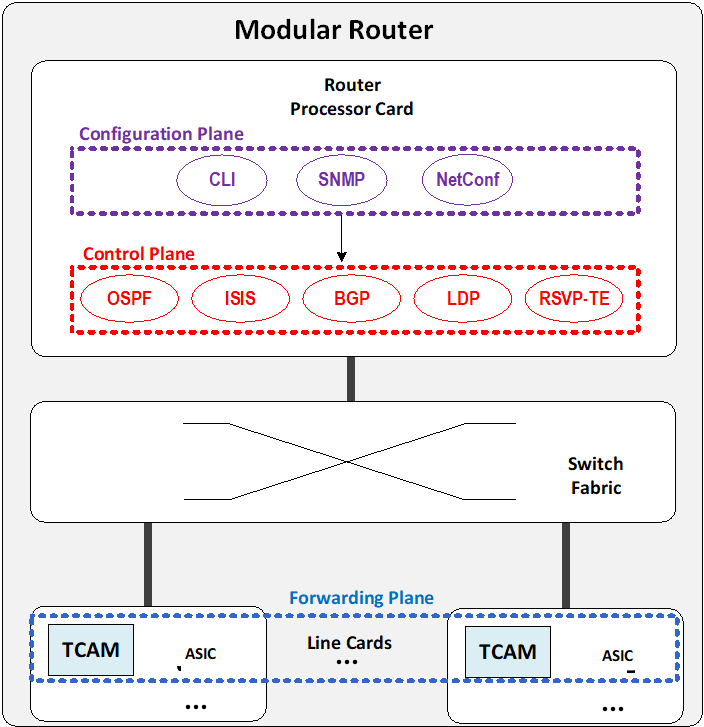 Modular Router
Router
Processor Card
Configuration Plane
CLI
SNMP
NetConf
Control Plane
OSPF
ISIS
BGP
LDP
RSVP-TE
Switch
Fabric
Forwarding Plane
TCAM
ASIC
...
Line Cards
...
TCAM
ASIC
...